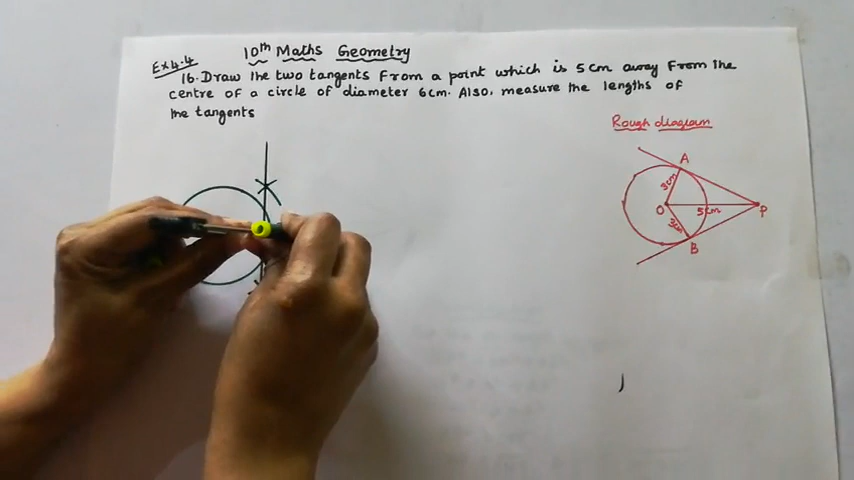 Ex 4.4
10th Maths Geometry
16. Draw the two tangents from a point which is 5cm away from the
centre of a circle of diameter 6cm. Also, measure the lengths of
the tangents
Rough diagram
A
3cm
O
5cm
P
3cm
B